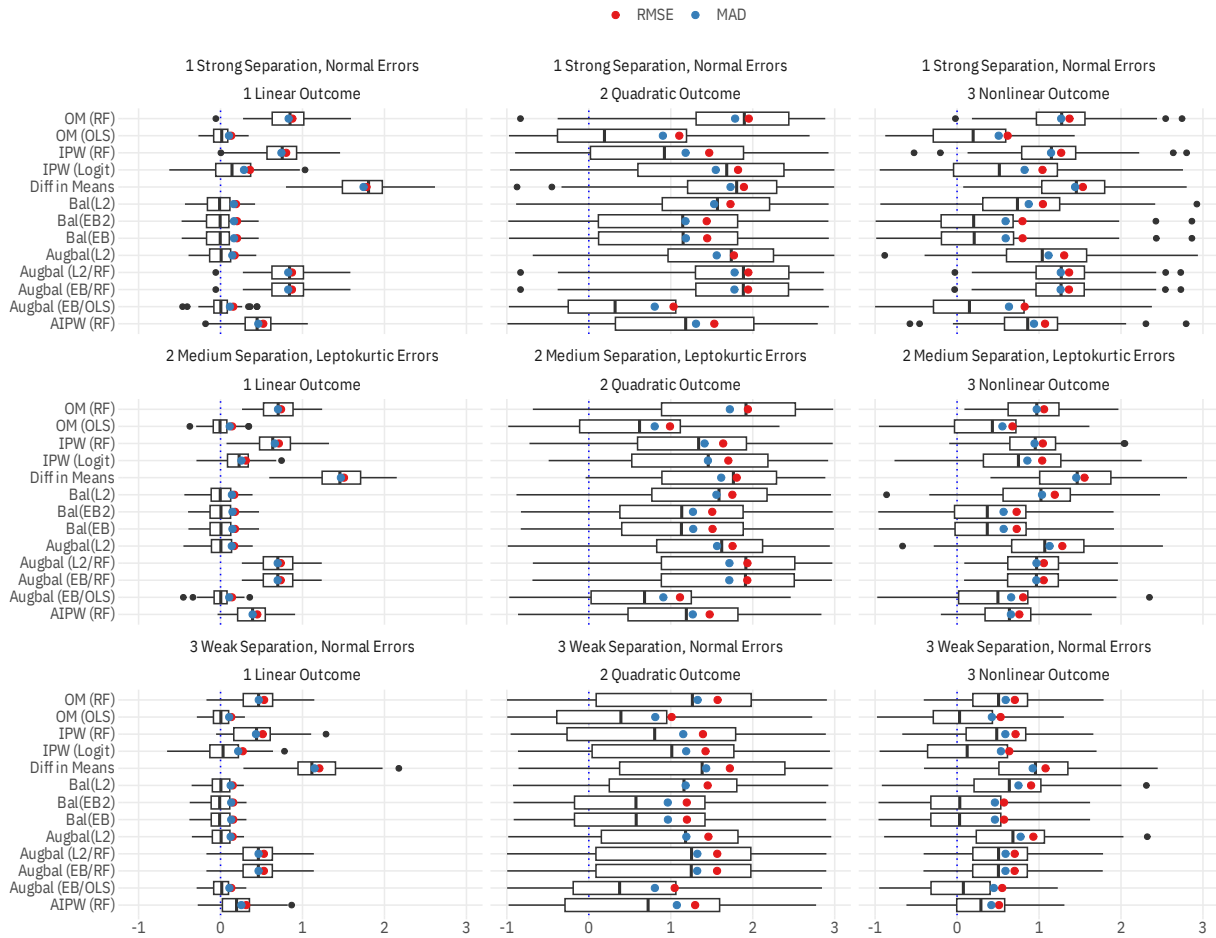 RMSE MAD
1 Strong Separation, Normal Errors 1 Strong Separation, Normal Errors 1 Strong Separation, Normal Errors
1 Linear Outcome 2 Quadratic Outcome 3 Nonlinear Outcome
OM (RF)
OM (OLS)
IPW (RF)
IPW (Logit)
Diff in Means
Bal(L2)
Bal(EB2)
Bal(EB)
Augbal(L2)
Augbal (L2/RF)
Augbal (EB/RF)
Augbal (EB/OLS)
AIPW (RF)
2 Medium Separation, Leptokurtic Errors 2 Medium Separation, Leptokurtic Errors 2 Medium Separation, Leptokurtic Errors
1 Linear Outcome 2 Quadratic Outcome 3 Nonlinear Outcome
OM (RF)
OM (OLS)
IPW (RF)
IPW (Logit)
Diff in Means
Bal(L2)
Bal(EB2)
Bal(EB)
Augbal(L2)
Augbal (L2/RF)
Augbal (EB/RF)
Augbal (EB/OLS)
AIPW (RF)
3 Weak Separation, Normal Errors 3 Weak Separation, Normal Errors 3 Weak Separation, Normal Errors
1 Linear Outcome 2 Quadratic Outcome 3 Nonlinear Outcome
OM (RF)
OM (OLS)
IPW (RF)
IPW (Logit)
Diff in Means
Bal(L2)
Bal(EB2)
Bal(EB)
Augbal(L2)
Augbal (L2/RF)
Augbal (EB/RF)
Augbal (EB/OLS)
AIPW (RF)
-1 0 1 2 3 -1 0 1 2 3 -1 0 1 2 3